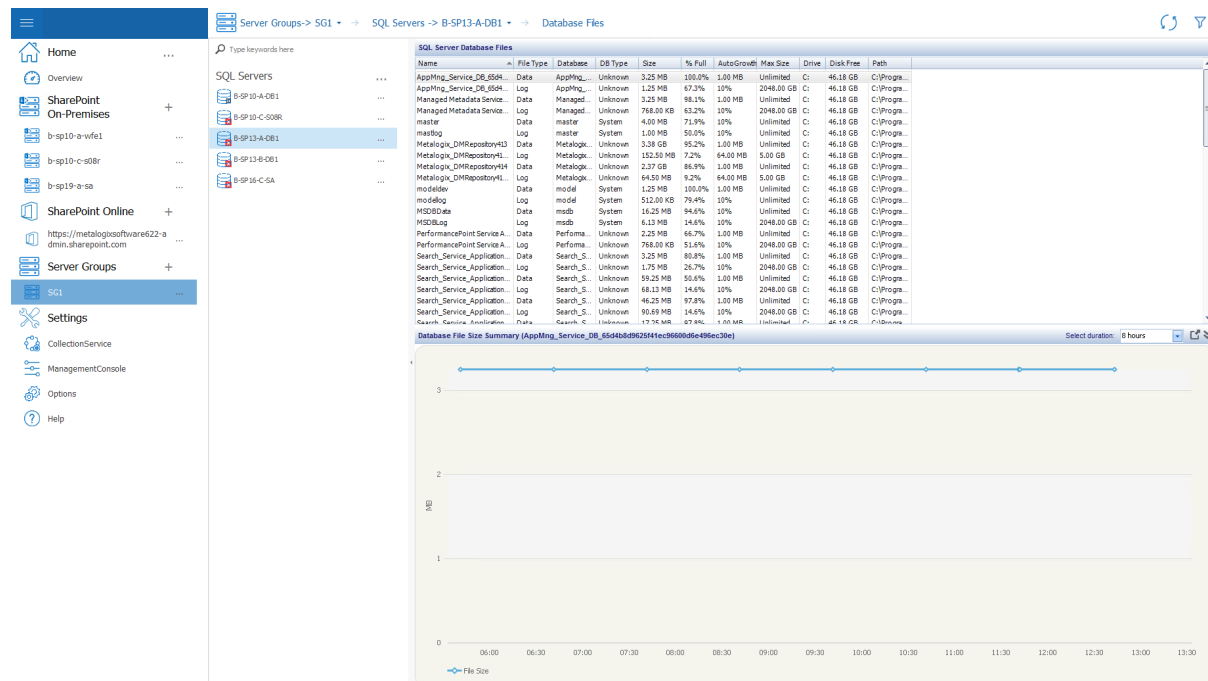 Server Groups-> SG1 → SQL Servers -> B-SP13-A-DB1 → Database Files
Home ...
Overview
SharePoint
On-Premises +
b-sp10-a-wfe1 ...
b-sp10-c-s08r ...
b-sp19-a-sa ...
SharePoint Online +
https://metalogixsoftware622-a
dmin.sharepoint.com ...
Server Groups +
SG1 ...
Settings
CollectionService
ManagementConsole
Options
Help
Type keywords here
SQL Servers ...
B-SP10-A-DB1 ...
B-SP10-C-S08R ...
B-SP13-A-DB1 ...
B-SP13-B-DB1 ...
B-SP16-C-SA ...
SQL Server Database Files
Name File Type Database DB Type Size % Full AutoGrowth Max Size Drive Disk Free Path
AppMng_Service_DB_65d4... Data AppMng_... Unknown 3.25 MB 100.0% 1.00 MB Unlimited C: 46.18 GB C:\Progra...
AppMng_Service_DB_65d4... Log AppMng_... Unknown 1.25 MB 67.3% 10% 2048.00 GB C: 46.18 GB C:\Progra...
Managed Metadata Service... Data Managed... Unknown 3.25 MB 98.1% 1.00 MB Unlimited C: 46.18 GB C:\Progra...
Managed Metadata Service... Log Managed... Unknown 768.00 KB 63.2% 10% 2048.00 GB C: 46.18 GB C:\Progra...
master Data master System 4.00 MB 71.9% 10% Unlimited C: 46.18 GB C:\Progra...
mastlog Log master System 1.00 MB 50.0% 10% Unlimited C: 46.18 GB C:\Progra...
Metalogix_DMRepository413 Data Metalogix... Unknown 3.38 GB 95.2% 1.00 MB Unlimited C: 46.18 GB C:\Progra...
Metalogix_DMRepository41... Log Metalogix... Unknown 152.50 MB 7.2% 64.00 MB 5.00 GB C: 46.18 GB C:\Progra...
Metalogix_DMRepository414 Data Metalogix... Unknown 2.37 GB 86.9% 1.00 MB Unlimited C: 46.18 GB C:\Progra...
Metalogix_DMRepository41... Log Metalogix... Unknown 64.50 MB 9.2% 64.00 MB 5.00 GB C: 46.18 GB C:\Progra...
modeldev Data model System 1.25 MB 100.0% 1.00 MB Unlimited C: 46.18 GB C:\Progra...
modellog Log model System 512.00 KB 79.4% 10% Unlimited C: 46.18 GB C:\Progra...
MSDBData Data msdb System 16.25 MB 94.6% 10% Unlimited C: 46.18 GB C:\Progra...
MSDBLog Log msdb System 6.13 MB 14.6% 10% 2048.00 GB C: 46.18 GB C:\Progra...
PerformancePoint Service A... Data Performa... Unknown 2.25 MB 66.7% 1.00 MB Unlimited C: 46.18 GB C:\Progra...
PerformancePoint Service A... Log Performa... Unknown 768.00 KB 51.6% 10% 2048.00 GB C: 46.18 GB C:\Progra...
Search_Service_Application... Data Search_S... Unknown 3.25 MB 80.8% 1.00 MB Unlimited C: 46.18 GB C:\Progra...
Search_Service_Application... Log Search_S... Unknown 1.75 MB 26.7% 10% 2048.00 GB C: 46.18 GB C:\Progra...
Search_Service_Application... Data Search_S... Unknown 59.25 MB 50.6% 1.00 MB Unlimited C: 46.18 GB C:\Progra...
Search_Service_Application... Log Search_S... Unknown 68.13 MB 14.6% 10% 2048.00 GB C: 46.18 GB C:\Progra...
Search_Service_Application... Data Search_S... Unknown 46.25 MB 97.8% 1.00 MB Unlimited C: 46.18 GB C:\Progra...
Search_Service_Application... Log Search_S... Unknown 90.69 MB 14.6% 10% 2048.00 GB C: 46.18 GB C:\Progra...
Search_Service_Application... Data Search_S... Unknown 17.25 MB 97.8% 1.00 MB Unlimited C: 46.18 GB C:\Progra...
Database File Size Summary (AppMng_Service_DB_65d4b8d9625f41ec96600d6e496ec30e) Select duration: 8 hours
3
2
MB
1
0
06:00 06:30 07:00 07:30 08:00 08:30 09:00 09:30 10:00 10:30 11:00 11:30 12:00 12:30 13:00 13:30
File Size